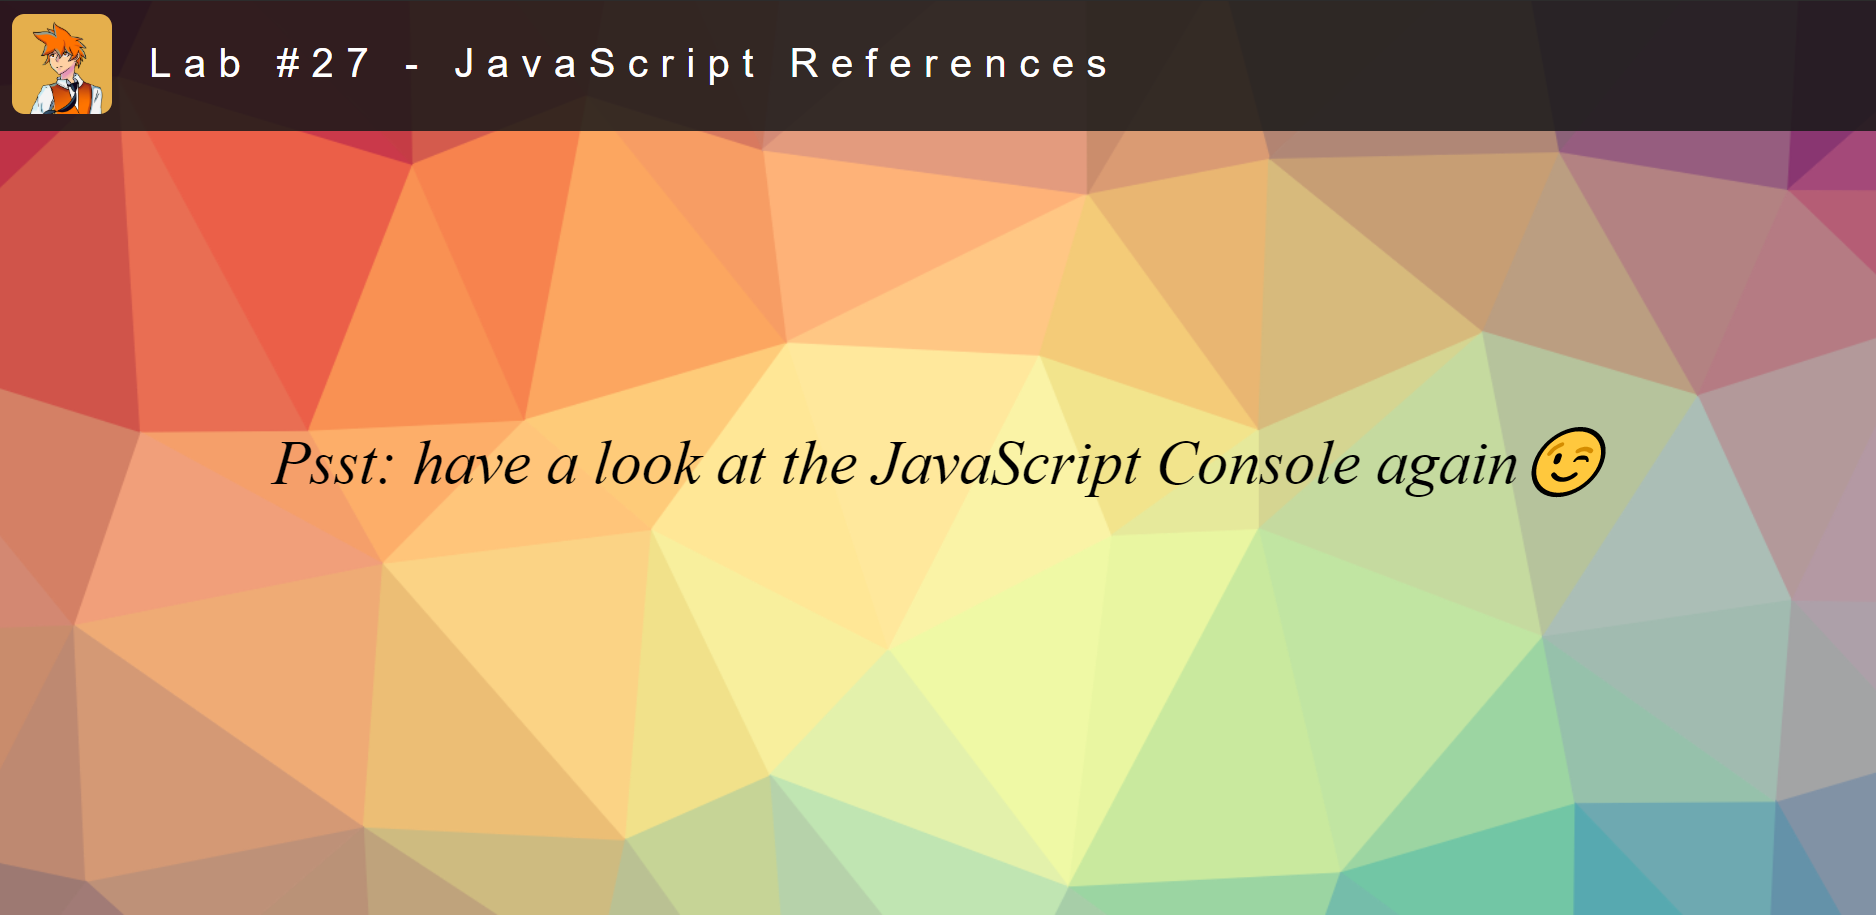 Lab #27 - JavaScript References
Psst: have a look at the JavaScript Console again😉